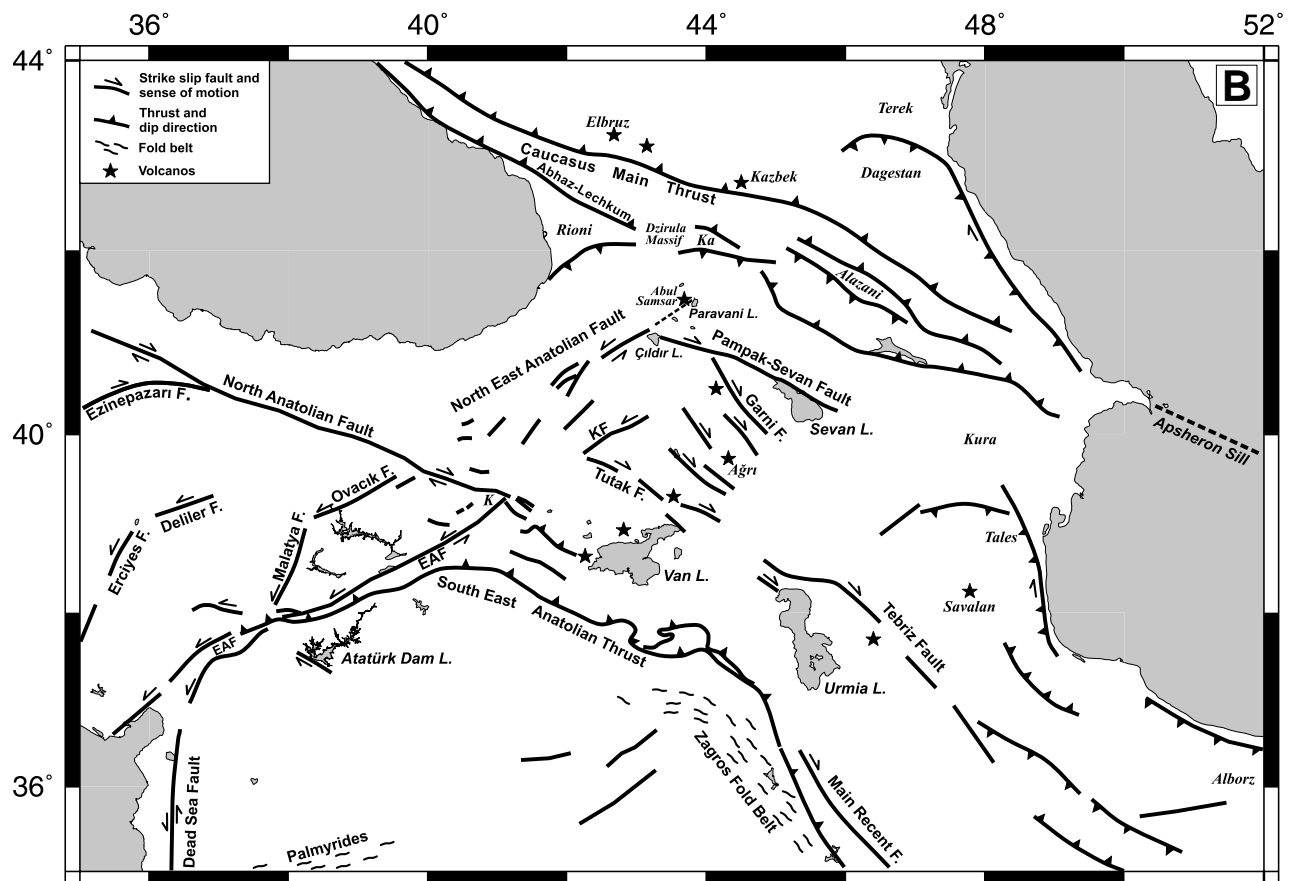 36° 40° 44° 48° 52°
44°
40°
36°
B
Strike slip fault and
sense of motion
Thrust and
dip direction
Fold belt
Volcanos
Elbruz
Terek
Caucasus Main Thrust
Kazbek
Dagestan
Abhaz-Lechkum
Rioni
Dzirula
Massif
Ka
Alazani
Abul
Samsar
Paravani L.
Çıldır L.
North East Anatolian Fault
Pampak-Sevan Fault
Ezinepazarı F.
North Anatolian Fault
Garni F.
Sevan L.
Apsheron Sill
KF
Kura
Ağrı
Tutak F.
Ovacık F.
K
Deliler F.
Malatya F.
Erciyes F.
EAF
Van L.
Tales
South East Anatolian Thrust
Savalan
Tebriz Fault
EAF
Atatürk Dam L.
Urmia L.
Zagros Fold Belt
Main Recent F.
Alborz
Dead Sea Fault
Palmyrides